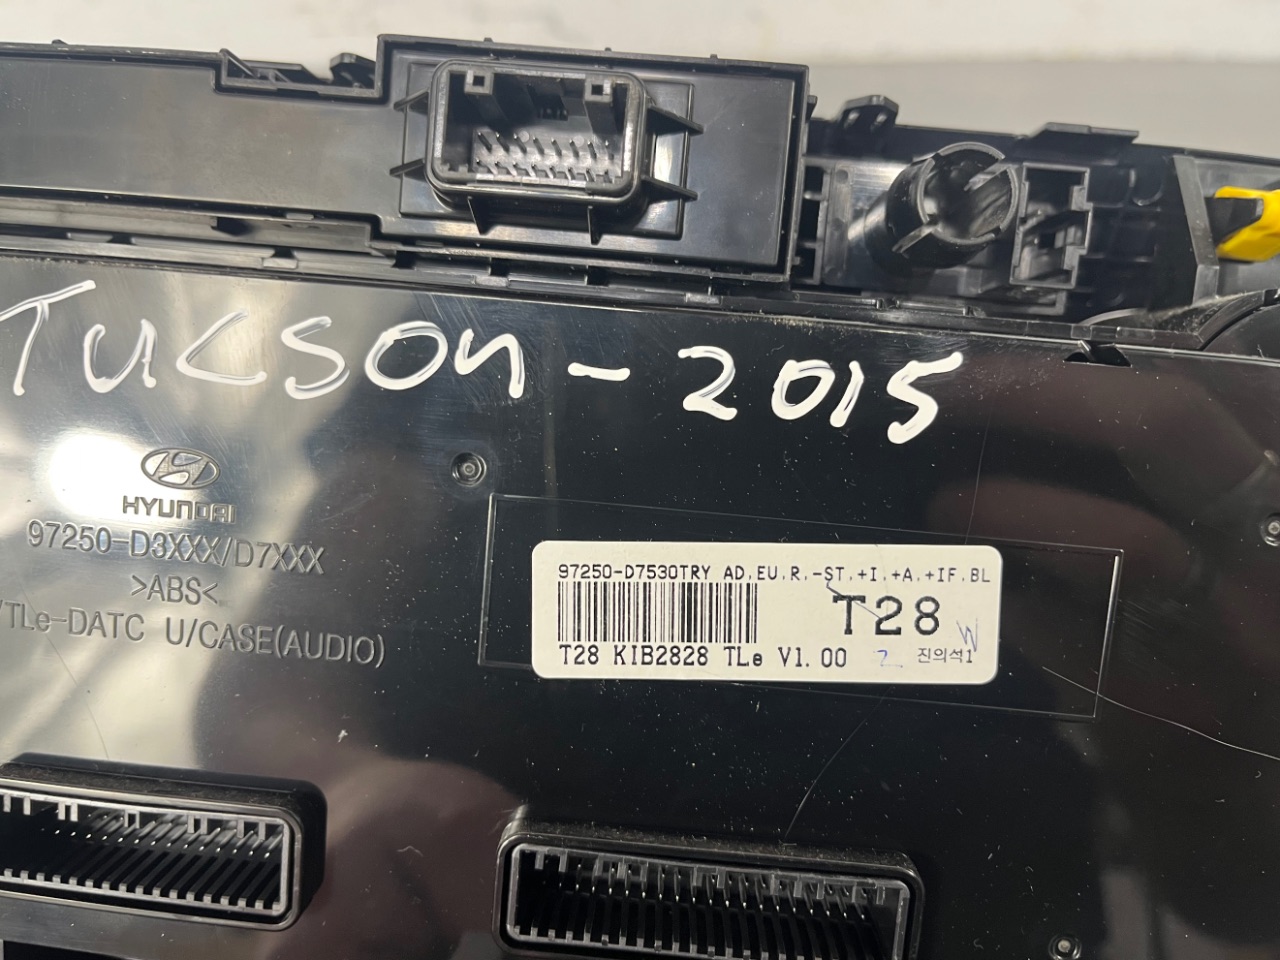 TUCSON-2015
HYUNDAI
97250-D3XXX/D7XXX
>ABS<
/TLe-DATC U/CASE(AUDIO)
97250-D7530TRY AD.EU.R.-ST.+I.+A.+IF.BL
T28
W
T28 KIB2828 TLe V1.00
2
진의석1